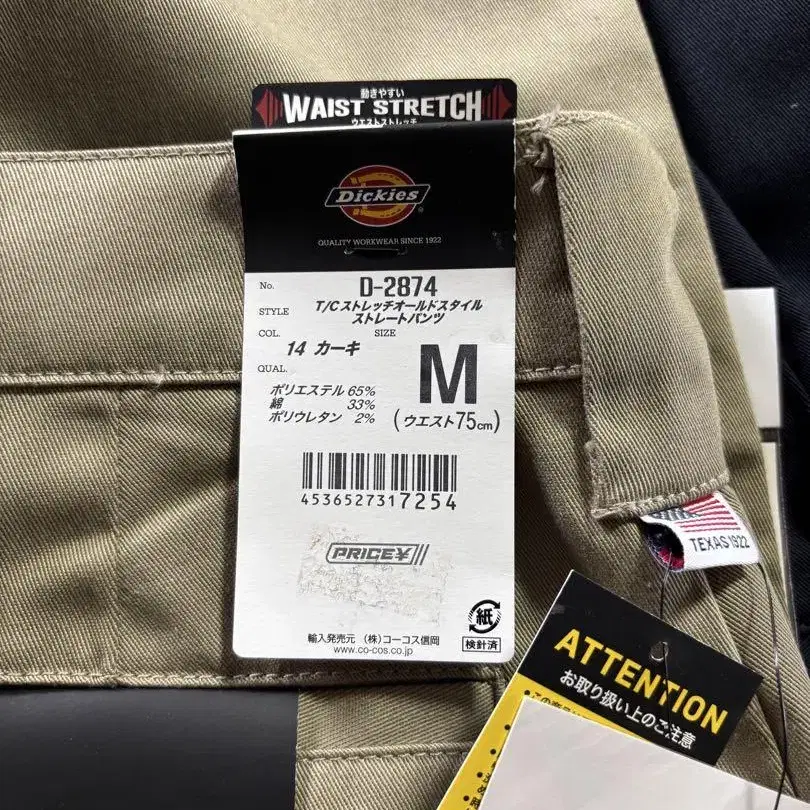 動きやすい
WAIST STRETCH
ウエストストレッチ
Dickies
QUALITY WORKWEAR SINCE 1922
No. D-2874
STYLE T/Cストレッチオールドスタイル
ストレートパンツ
COL. SIZE
14 カーキ M
QUAL.
ポリエステル 65%
綿 33%
ポリウレタン 2%
(ウエスト75cm)
4536527317254
PRICE¥
紙
検針済
輸入発売元 (株)コーコス信岡
www.co-cos.co.jp
TEXAS 1922
ATTENTION
お取り扱い上のご注意